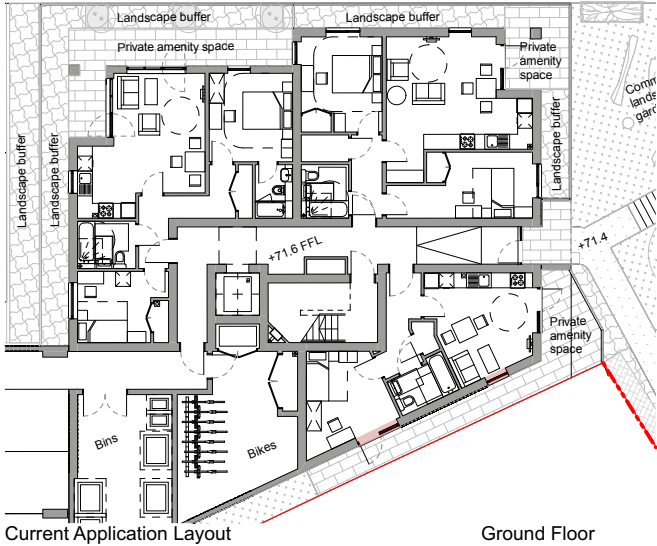 Landscape buffer
Landscape buffer
Private amenity space
Private
amenity
space
Landscape buffer
Landscape buffer
Landscape buffer
+71.6 FFL
+71.4
Private
amenity
space
Bins
Bikes
Current Application Layout
Ground Floor